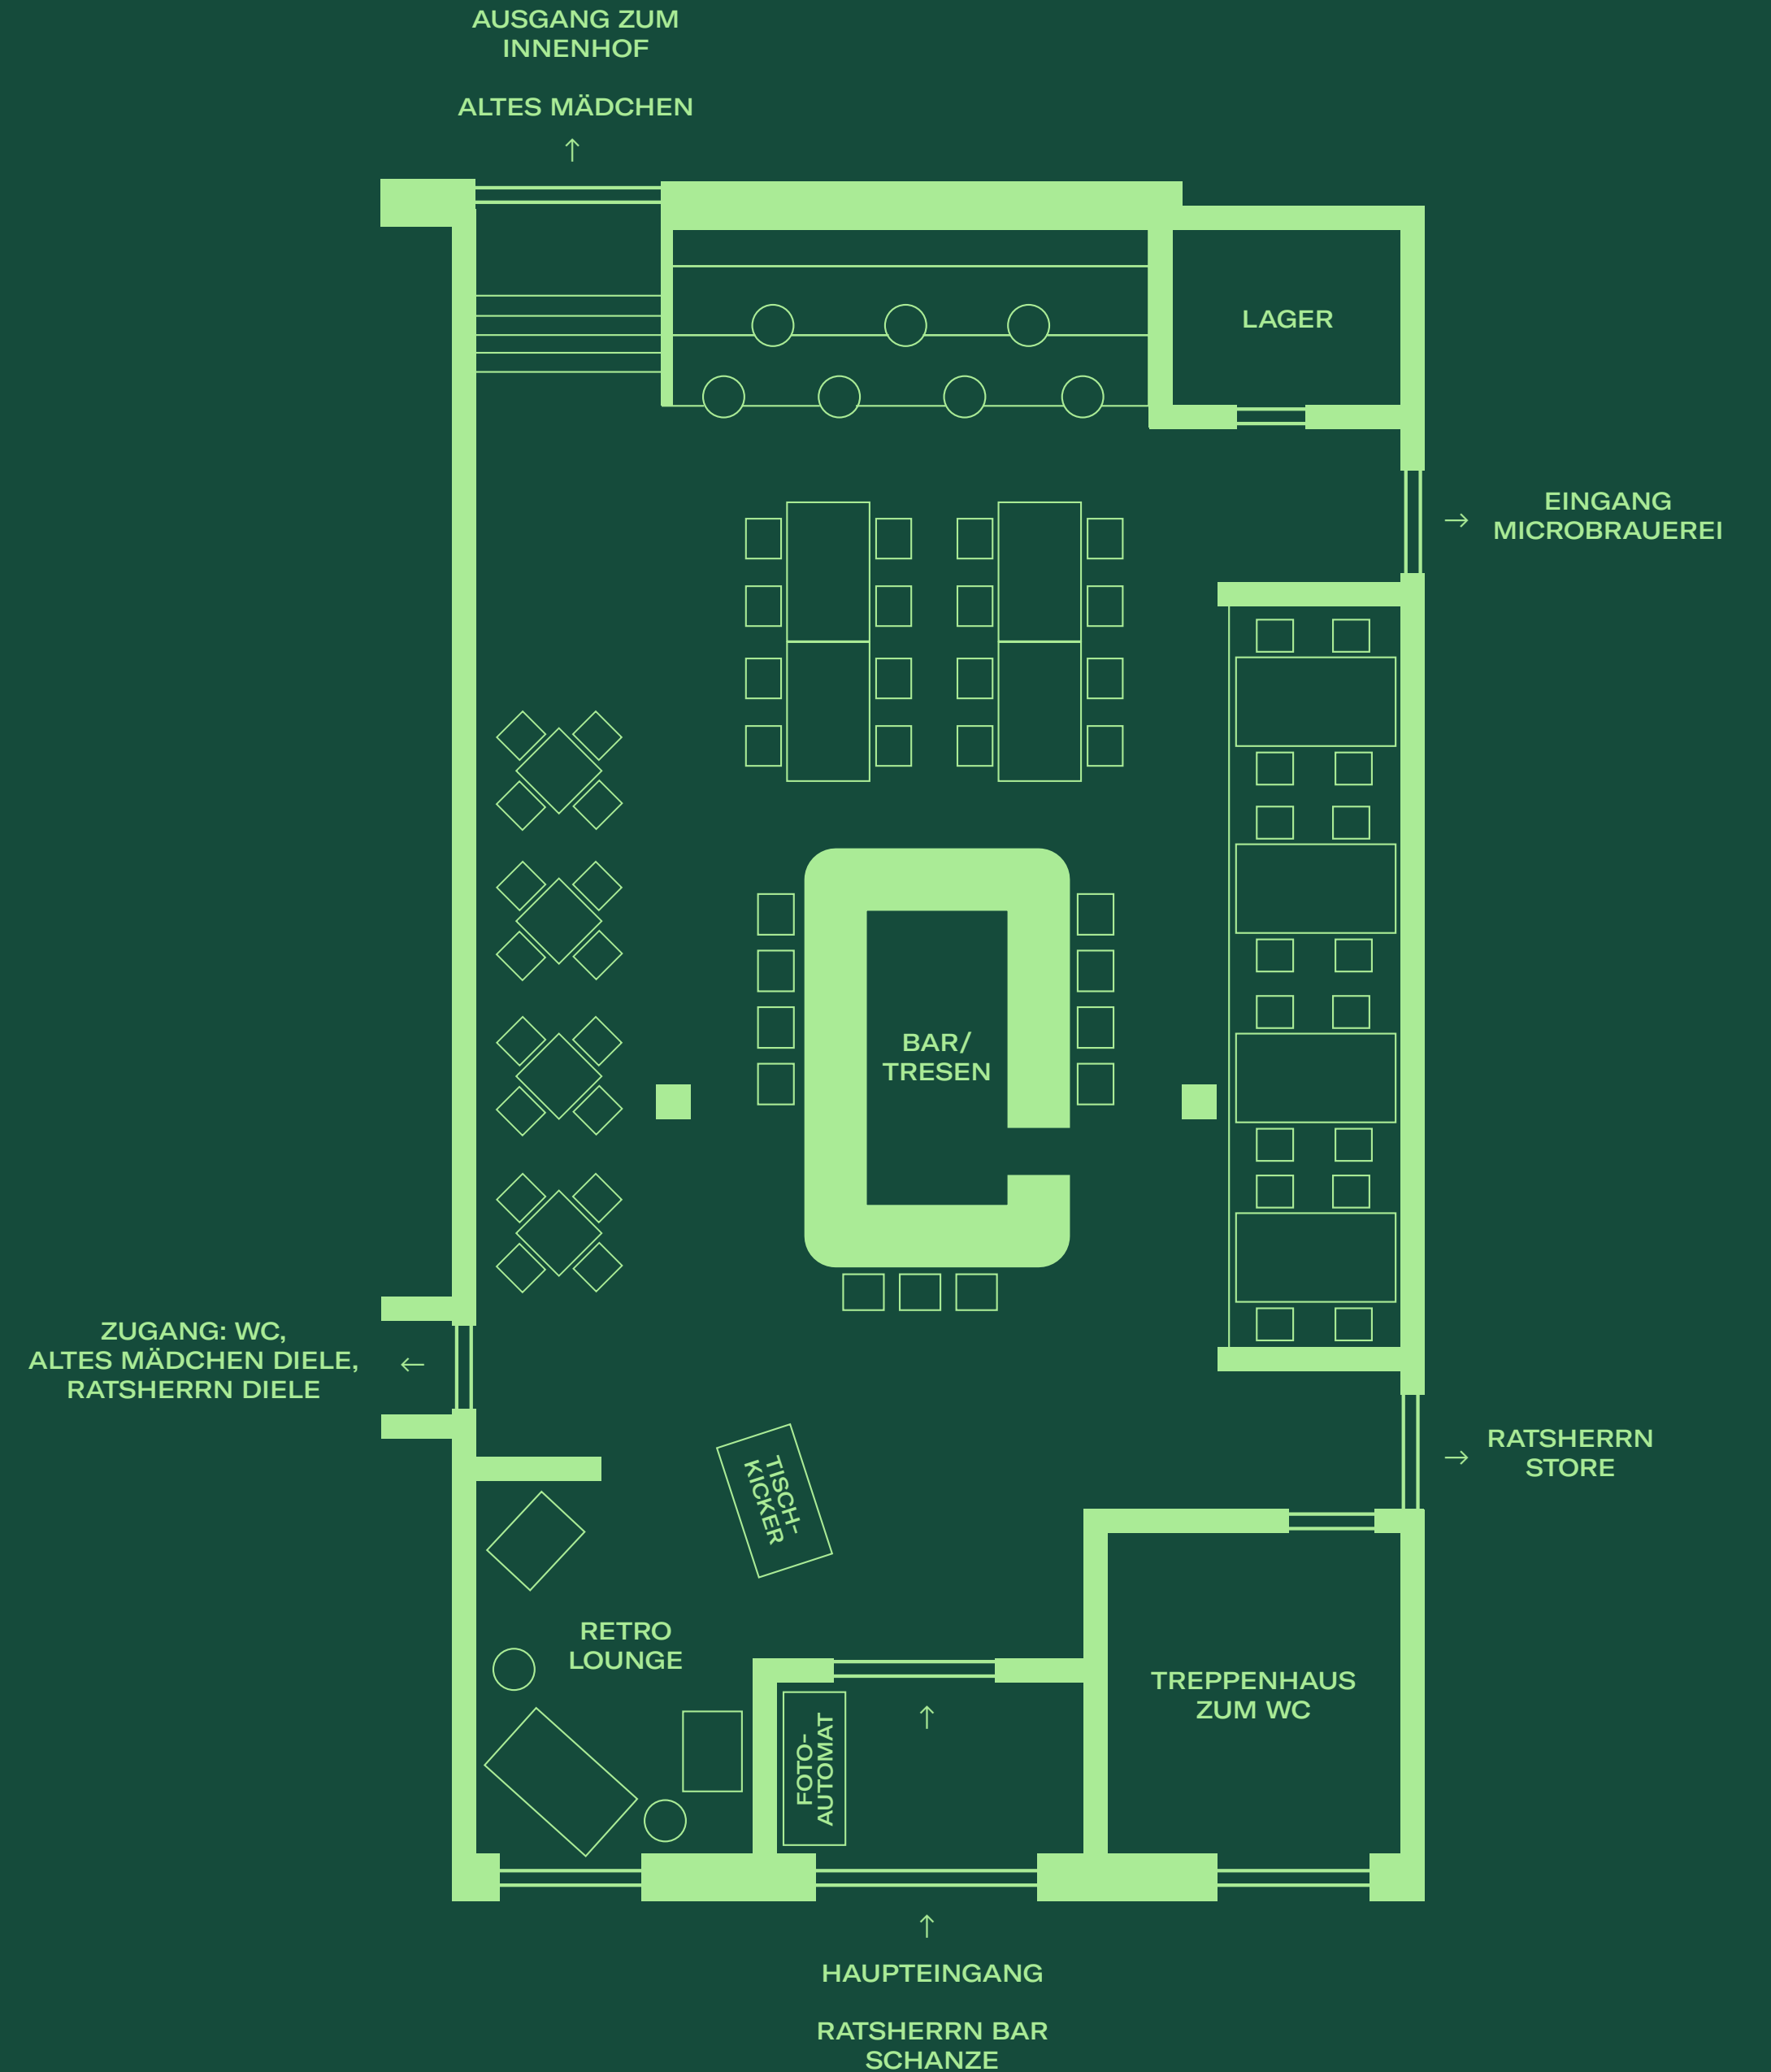 AUSGANG ZUM
INNENHOF
ALTES MÄDCHEN
LAGER
EINGANG
MICROBRAUEREI
BAR/
TRESEN
ZUGANG: WC,
ALTES MÄDCHEN DIELE,
RATSHERRN DIELE
RATSHERRN
STORE
TISCH-
KICKER
RETRO
LOUNGE
TREPPENHAUS
ZUM WC
FOTO-
AUTOMAT
HAUPTEINGANG
RATSHERRN BAR
SCHANZE